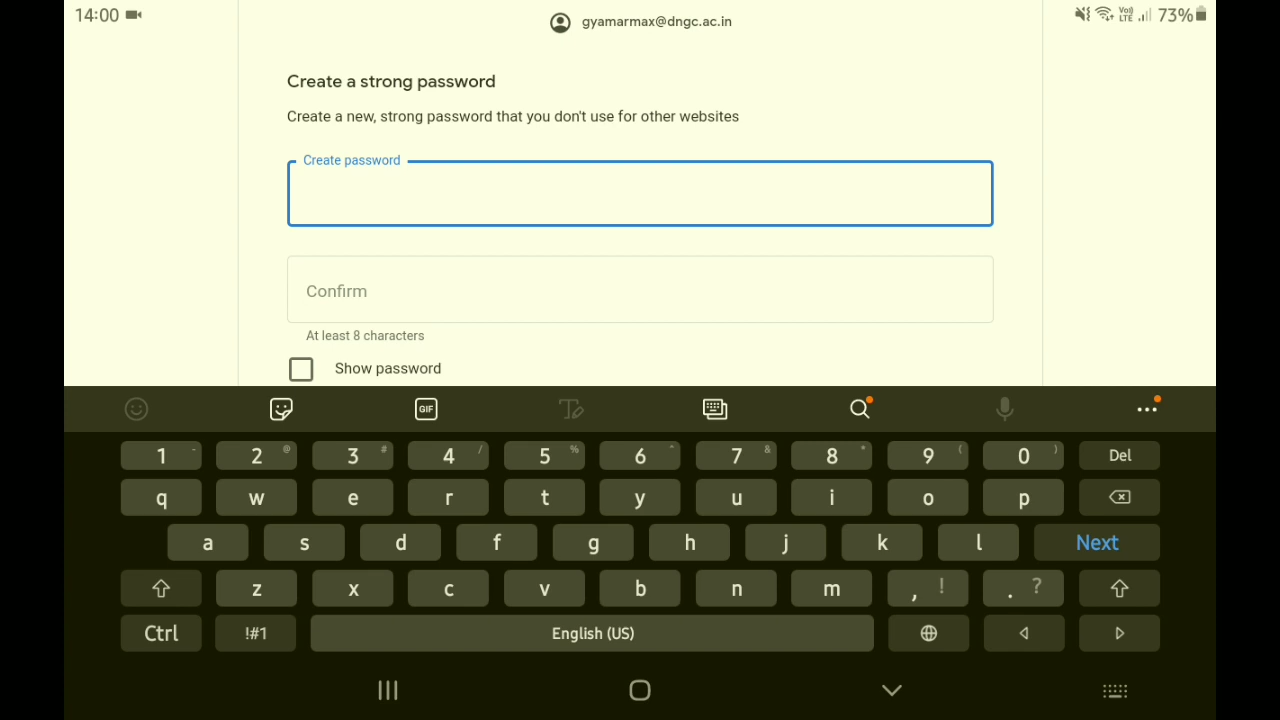 14:00
gyamarmax@dngc.ac.in
Vo)) LTE 73%
Create a strong password
Create a new, strong password that you don't use for other websites
Create password
Confirm
At least 8 characters
Show password
GIF
1 - 2 @ 3 # 4 / 5 % 6 ^ 7 & 8 * 9 ( 0 ) Del
q w e r t y u i o p
a s d f g h j k l Next
z x c v b n m , ! . ?
Ctrl !#1 English (US)